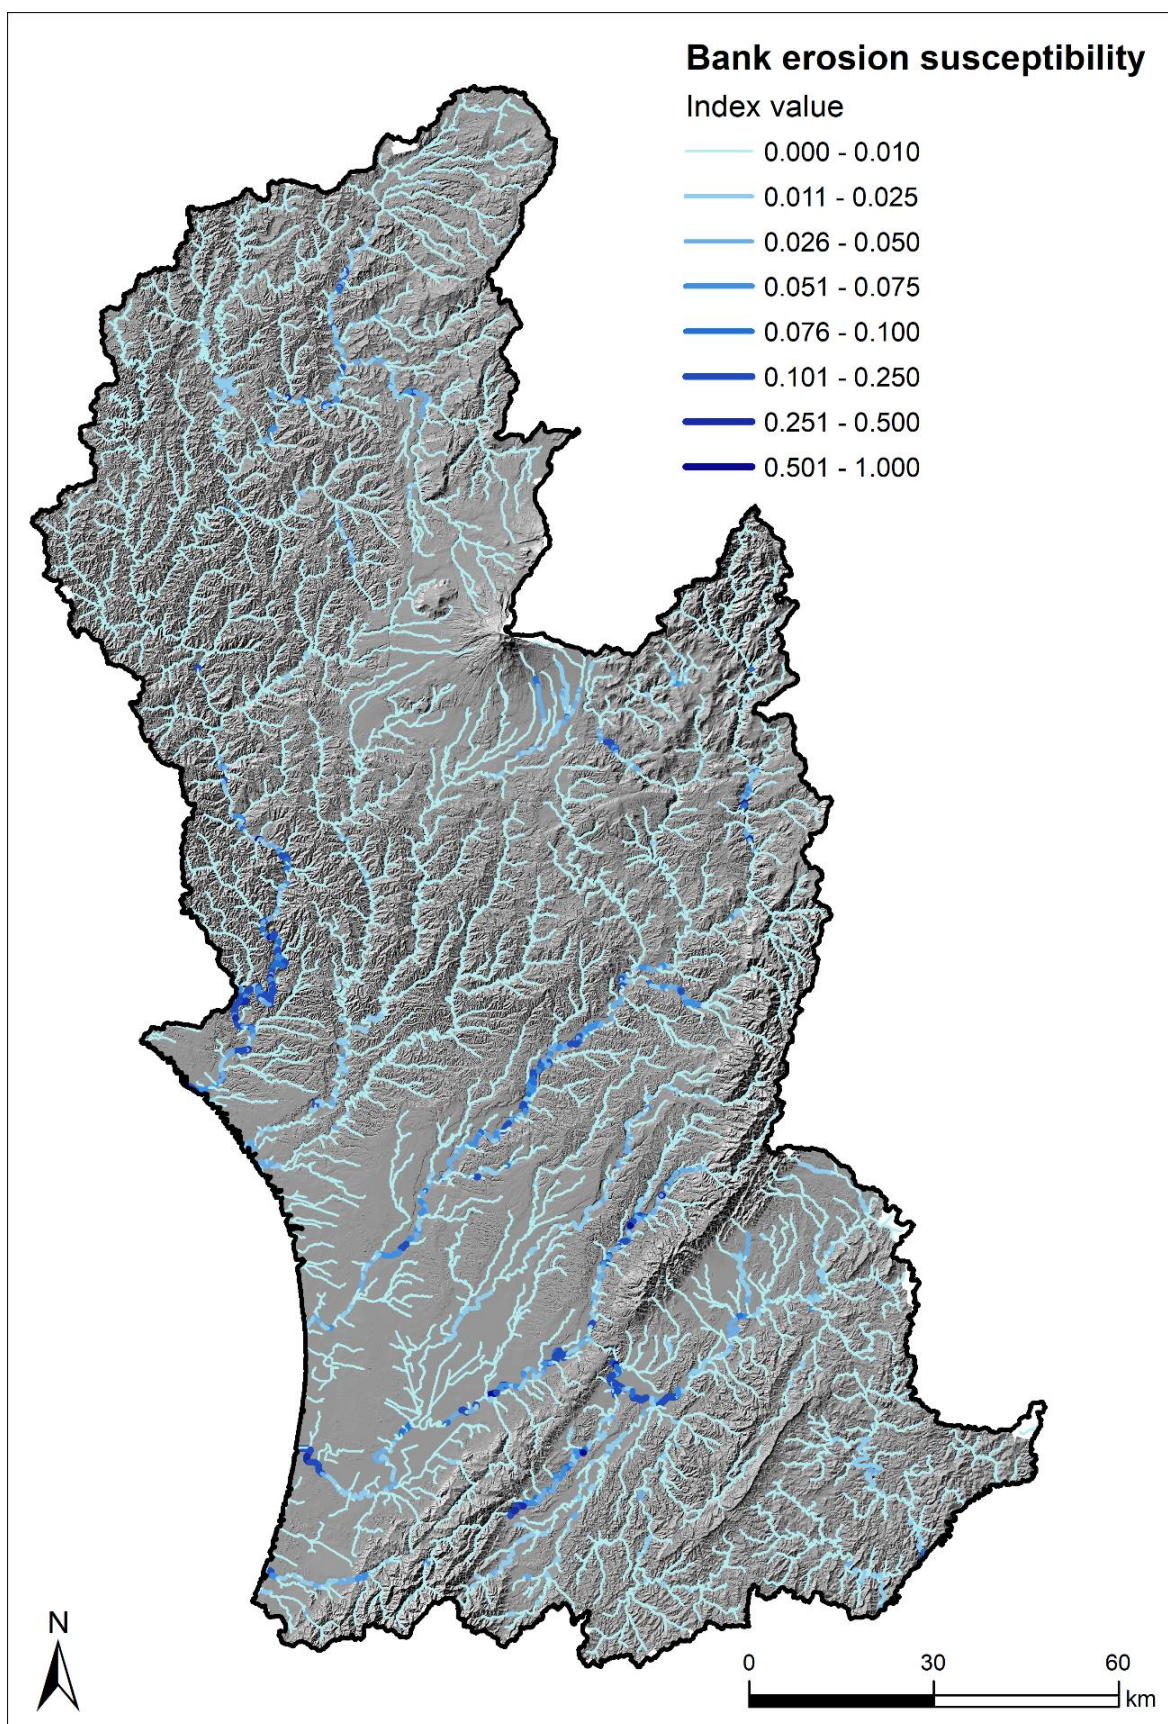 Bank erosion susceptibility
Index value
0.000 - 0.010
0.011 - 0.025
0.026 - 0.050
0.051 - 0.075
0.076 - 0.100
0.101 - 0.250
0.251 - 0.500
0.501 - 1.000
N
0 30 60
km